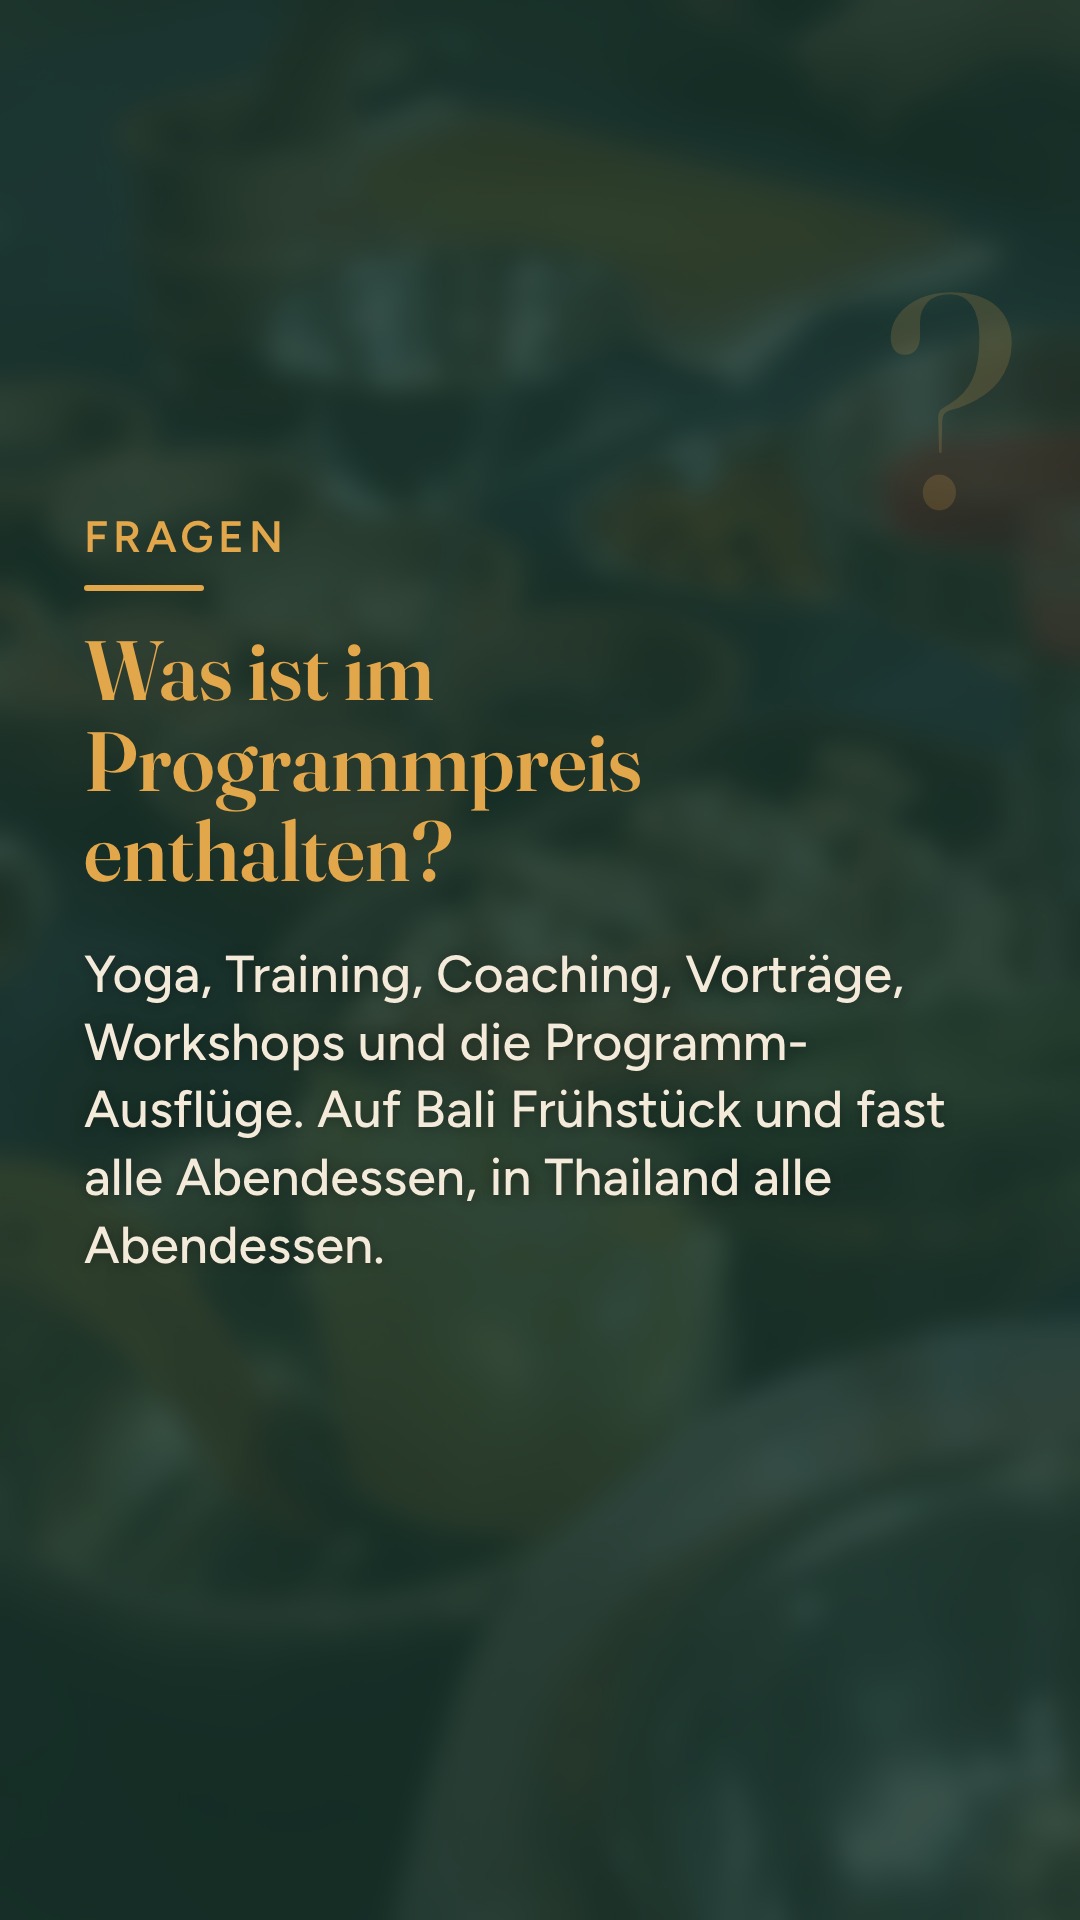 ?
FRAGEN
Was ist im
Programmpreis
enthalten?
Yoga, Training, Coaching, Vorträge,
Workshops und die Programm-
Ausflüge. Auf Bali Frühstück und fast
alle Abendessen, in Thailand alle
Abendessen.